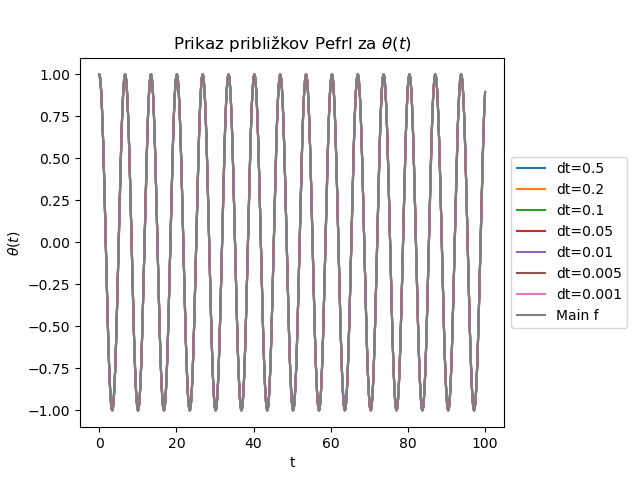 Prikaz približkov Pefrl za θ(t)
1.00
0.75
0.50
0.25
0.00
−0.25
−0.50
−0.75
−1.00
θ(t)
0 20 40 60 80 100
t
dt=0.5
dt=0.2
dt=0.1
dt=0.05
dt=0.01
dt=0.005
dt=0.001
Main f